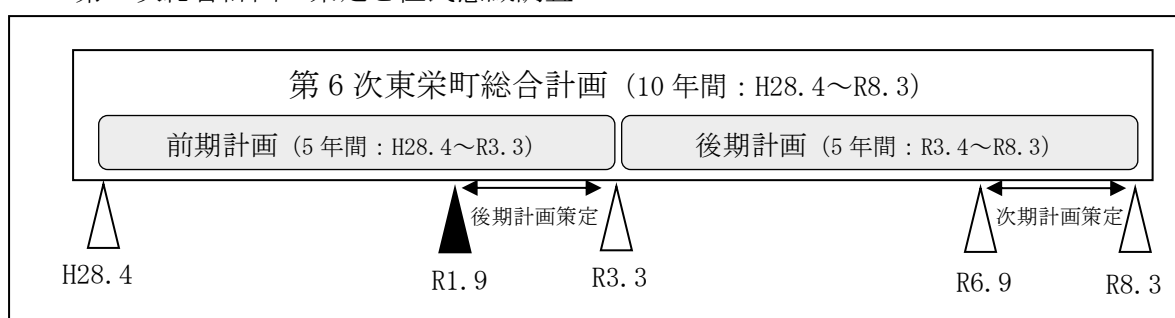 第6次東栄町総合計画（10年間：H28.4～R8.3）
前期計画（5年間：H28.4～R3.3）
後期計画（5年間：R3.4～R8.3）
後期計画策定
次期計画策定
H28.4
R1.9
R3.3
R6.9
R8.3